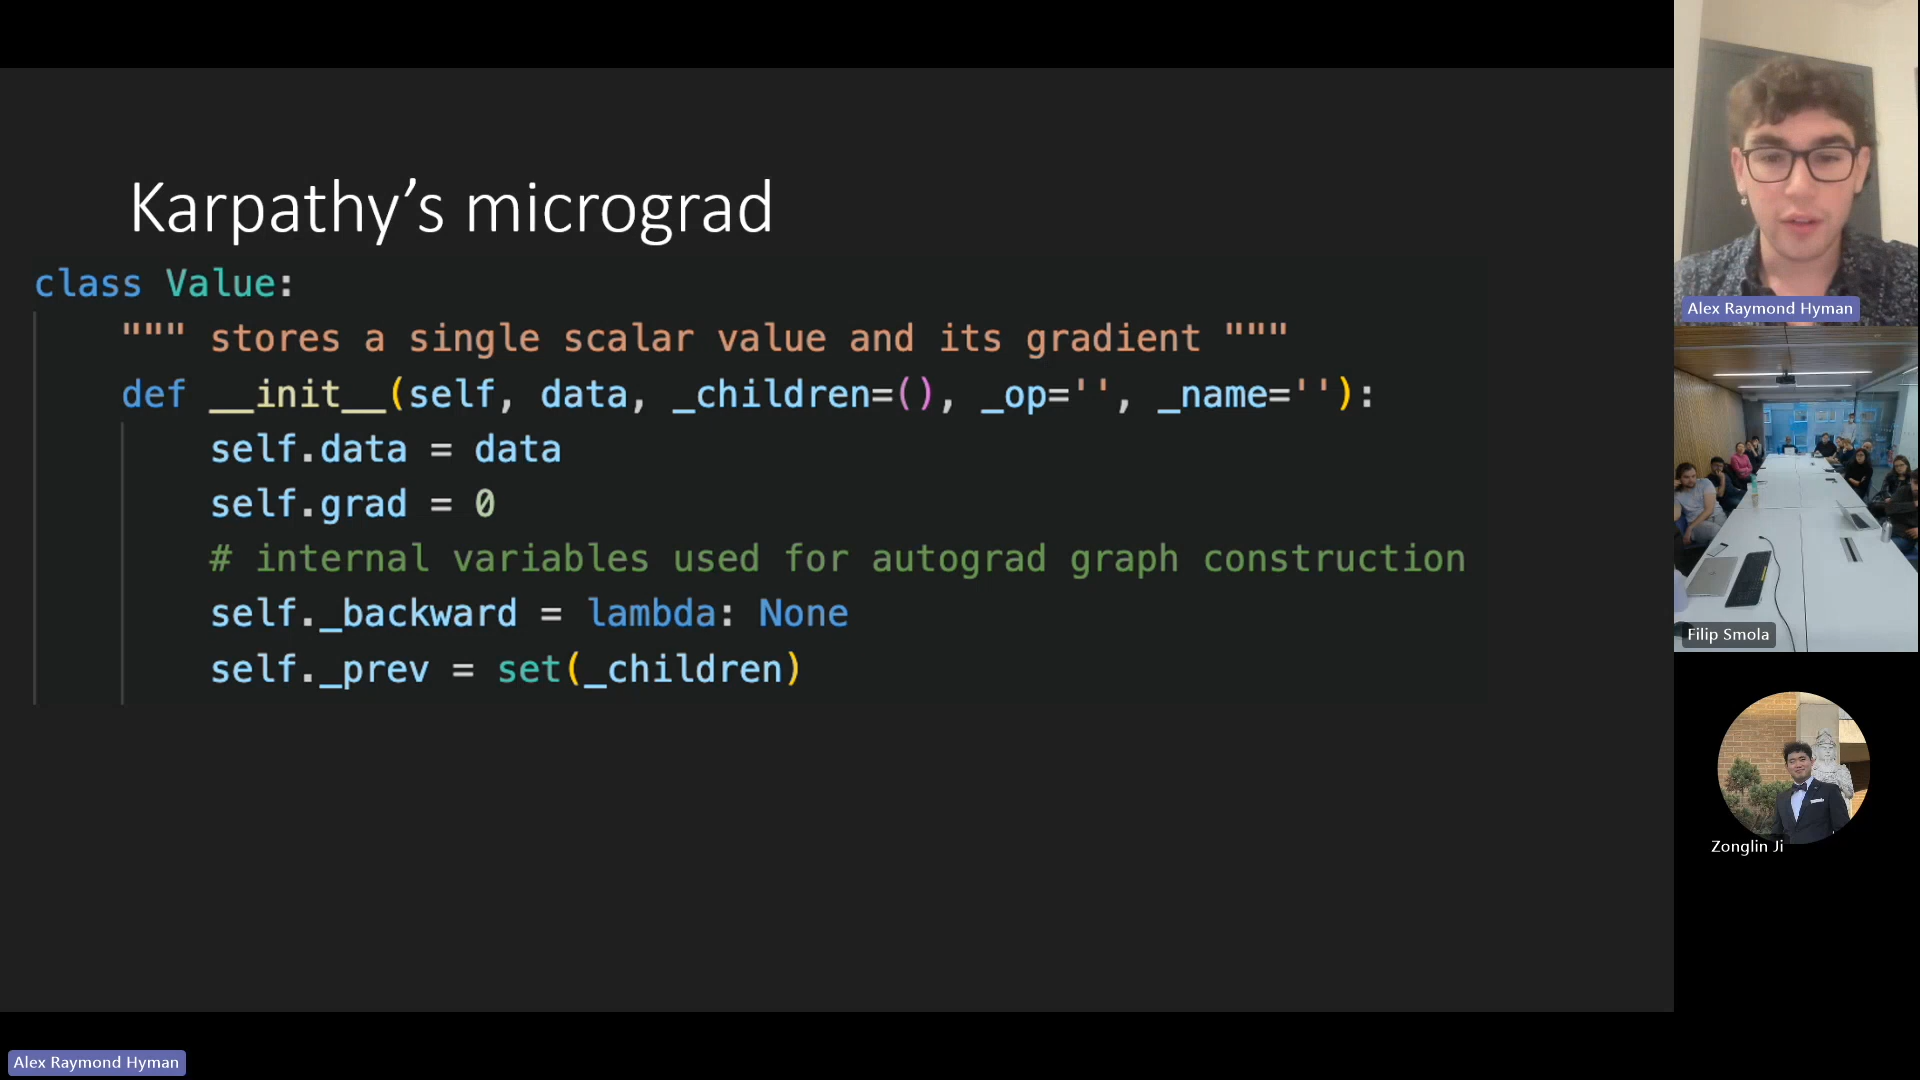 Karpathy’s micrograd
class Value:
""" stores a single scalar value and its gradient """
def __init__(self, data, _children=(), _op='', _name=''):
self.data = data
self.grad = 0
# internal variables used for autograd graph construction
self._backward = lambda: None
self._prev = set(_children)
Alex Raymond Hyman
Filip Smola
Zonglin Ji
Alex Raymond Hyman